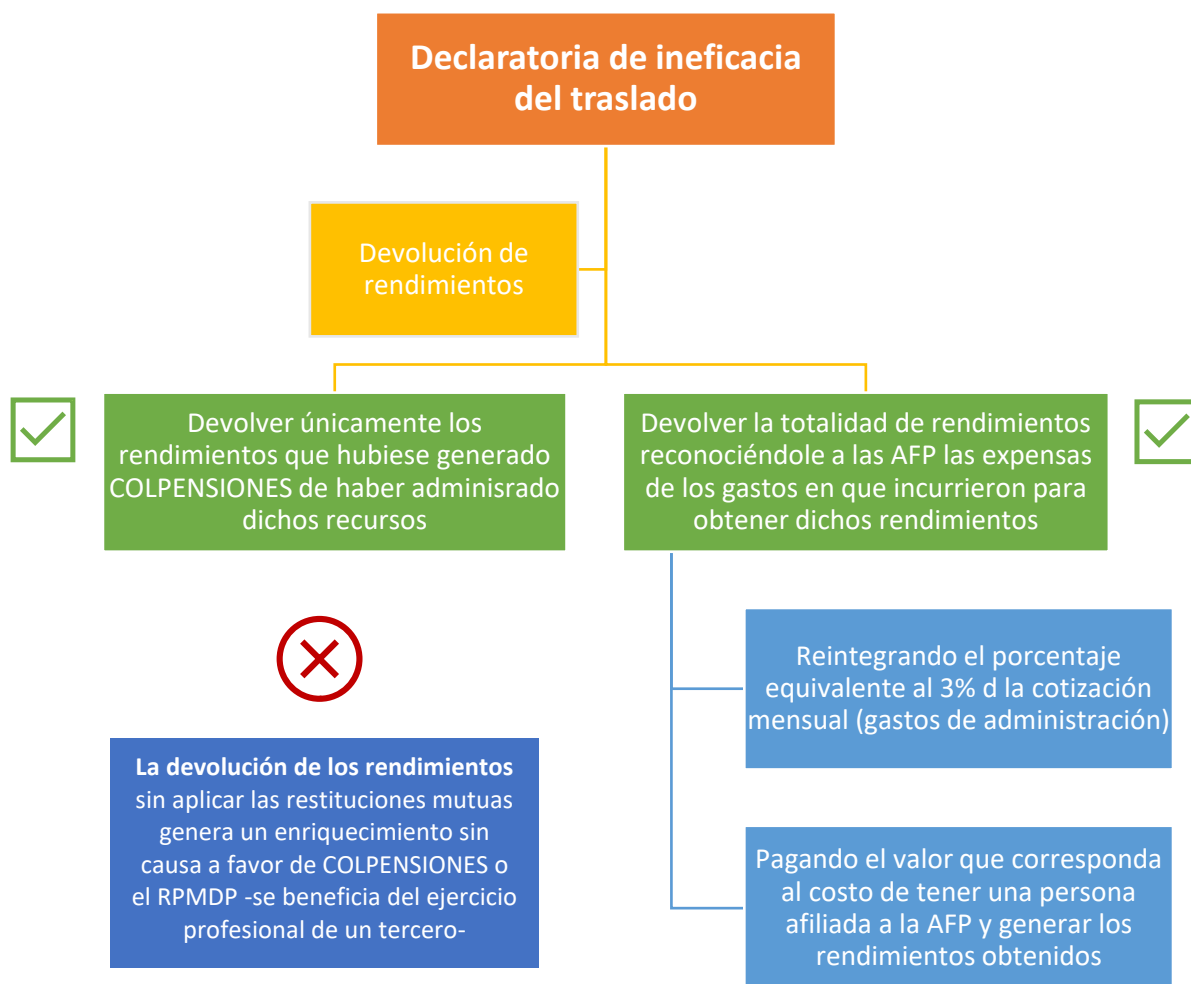 Declaratoria de ineficacia
del traslado
Devolución de
rendimientos
Devolver únicamente los
rendimientos que hubiese generado
COLPENSIONES de haber adminisrado
dichos recursos
Devolver la totalidad de rendimientos
reconociéndole a las AFP las expensas
de los gastos en que incurrieron para
obtener dichos rendimientos
Reintegrando el porcentaje
equivalente al 3% d la cotización
mensual (gastos de administración)
La devolución de los rendimientos
sin aplicar las restituciones mutuas
genera un enriquecimiento sin
causa a favor de COLPENSIONES o
el RPMDP -se beneficia del ejercicio
profesional de un tercero-
Pagando el valor que corresponda
al costo de tener una persona
afiliada a la AFP y generar los
rendimientos obtenidos